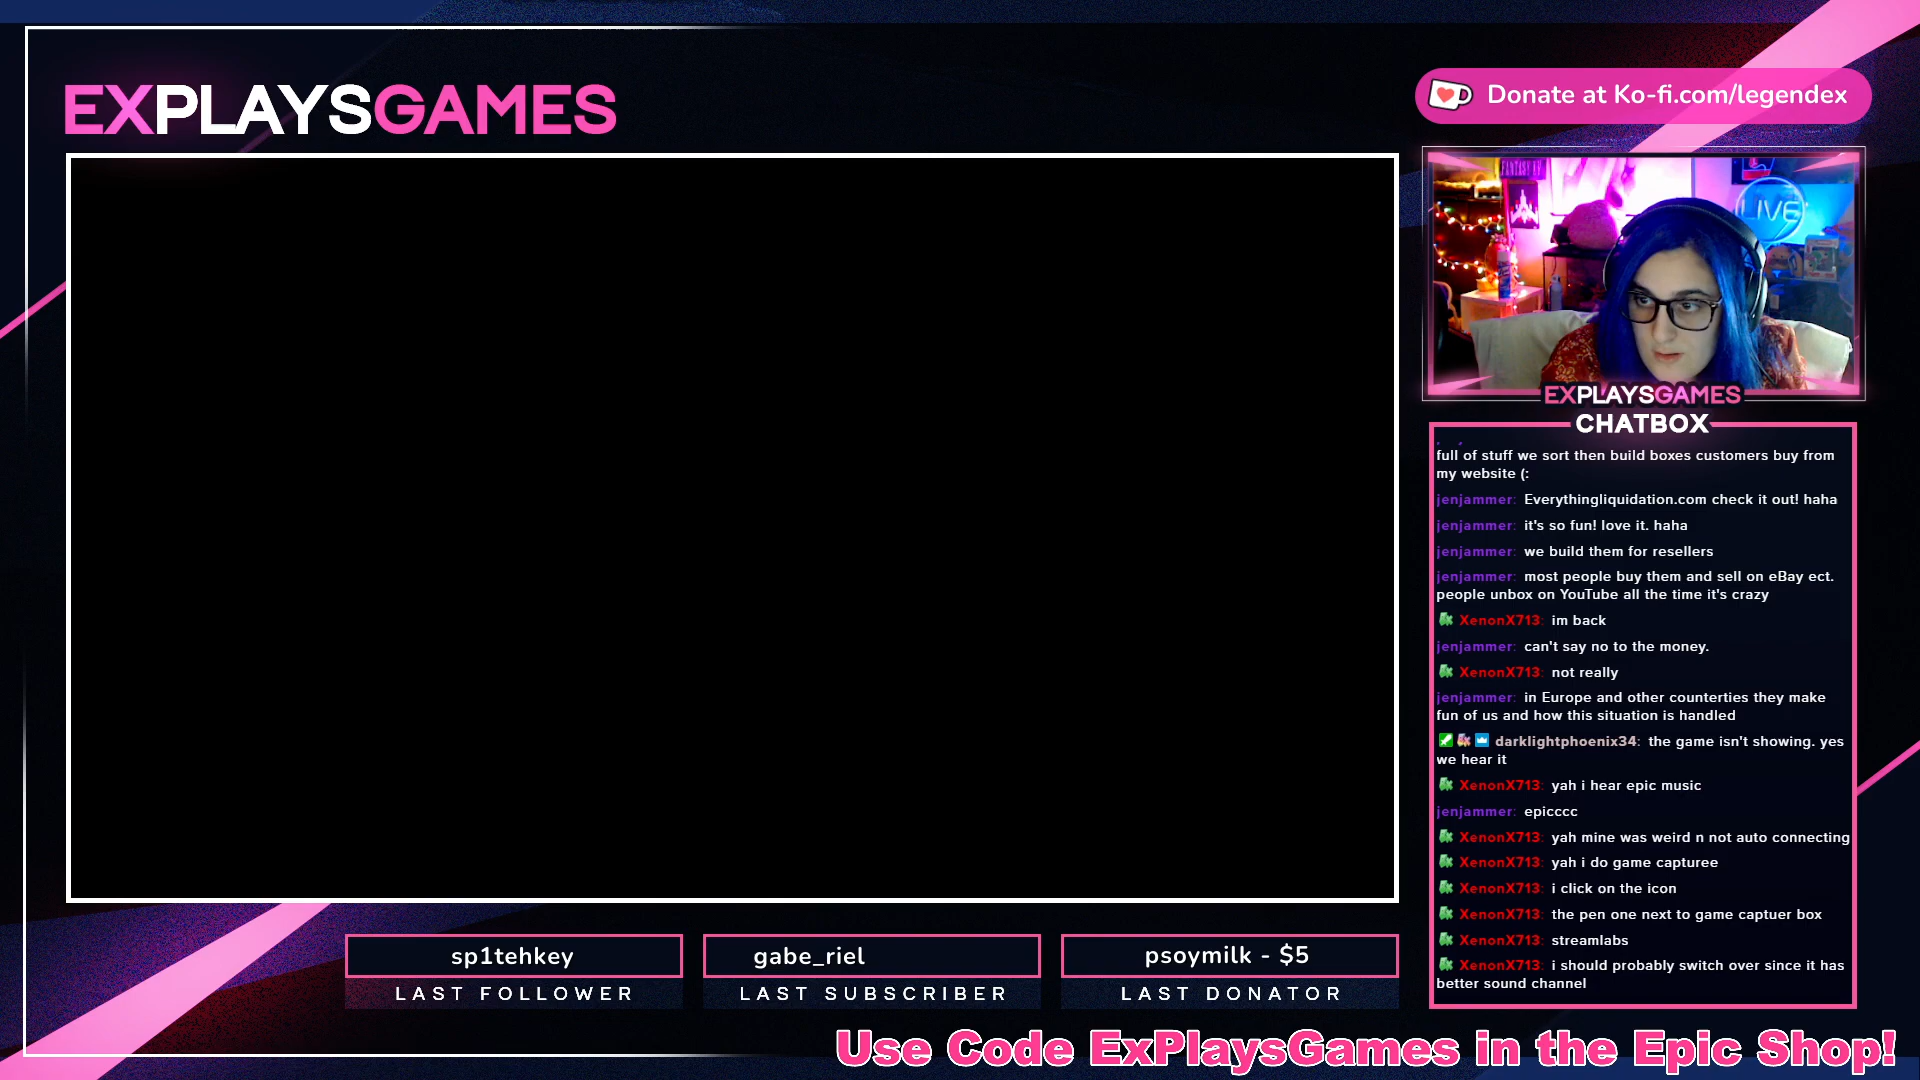 EXPLAYSGAMES
Donate at Ko-fi.com/legendex
FANTASY
LIVE
EXPLAYSGAMES
CHATBOX
full of stuff we sort then build boxes customers buy from
my website (:
jenjammer: Everythingliquidation.com check it out! haha
jenjammer: it's so fun! love it. haha
jenjammer: we build them for resellers
jenjammer: most people buy them and sell on eBay ect.
people unbox on YouTube all the time it's crazy
XenonX713: im back
jenjammer: can't say no to the money.
XenonX713: not really
jenjammer: in Europe and other counterties they make
fun of us and how this situation is handled
darklightphoenix34: the game isn't showing. yes
we hear it
XenonX713: yah i hear epic music
jenjammer: epicccc
XenonX713: yah mine was weird n not auto connecting
XenonX713: yah i do game capturee
XenonX713: i click on the icon
XenonX713: the pen one next to game captuer box
XenonX713: streamlabs
XenonX713: i should probably switch over since it has
better sound channel
sp1tehkey
LAST FOLLOWER
gabe_riel
LAST SUBSCRIBER
psoymilk - $5
LAST DONATOR
Use Code ExPlaysGames in the Epic Shop!